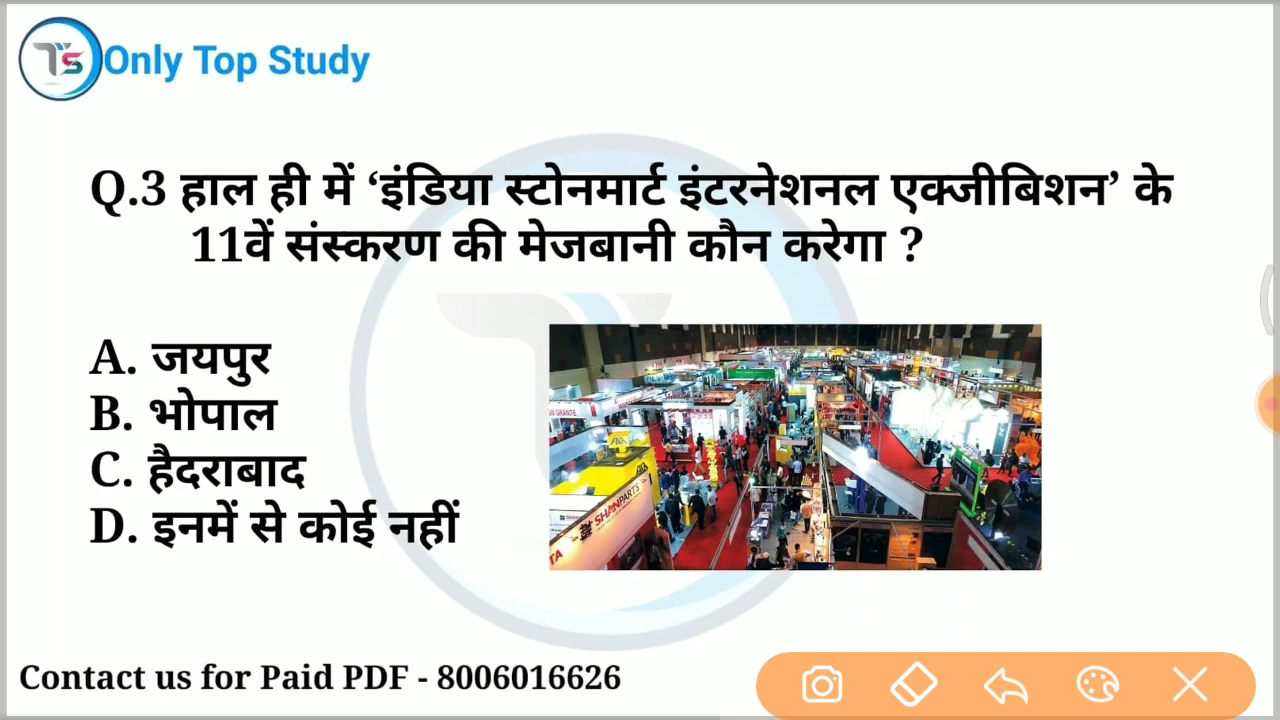 Only Top Study
Q.3 हाल ही में ‘इंडिया स्टोनमार्ट इंटरनेशनल एक्जीबिशन’ के
11वें संस्करण की मेजबानी कौन करेगा ?
A. जयपुर
B. भोपाल
C. हैदराबाद
D. इनमें से कोई नहीं
SHANPARTS
Contact us for Paid PDF - 8006016626